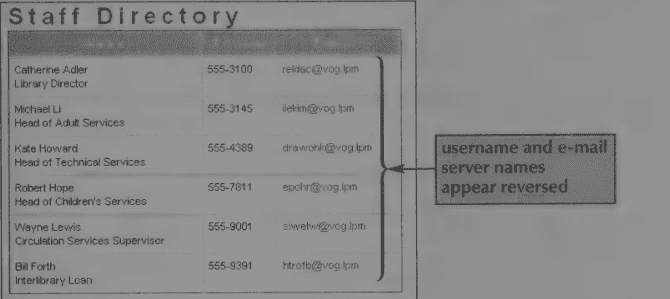 Staff Directory
Catherine Adler 555-3100 reldac@vog.lpm
Library Director
Michael Li 555-3145 ilekim@vog.lpm
Head of Adult Services
Kate Howard 555-4389 drawohk@vog.lpm
Head of Technical Services
Robert Hope 555-7811 epohr@vog.lpm
Head of Children's Services
Wayne Lewis 555-9001 siwelw@vog.lpm
Circulation Services Supervisor
Bill Forth 555-9391 htrofb@vog.lpm
Interlibrary Loan
username and e-mail
server names
appear reversed